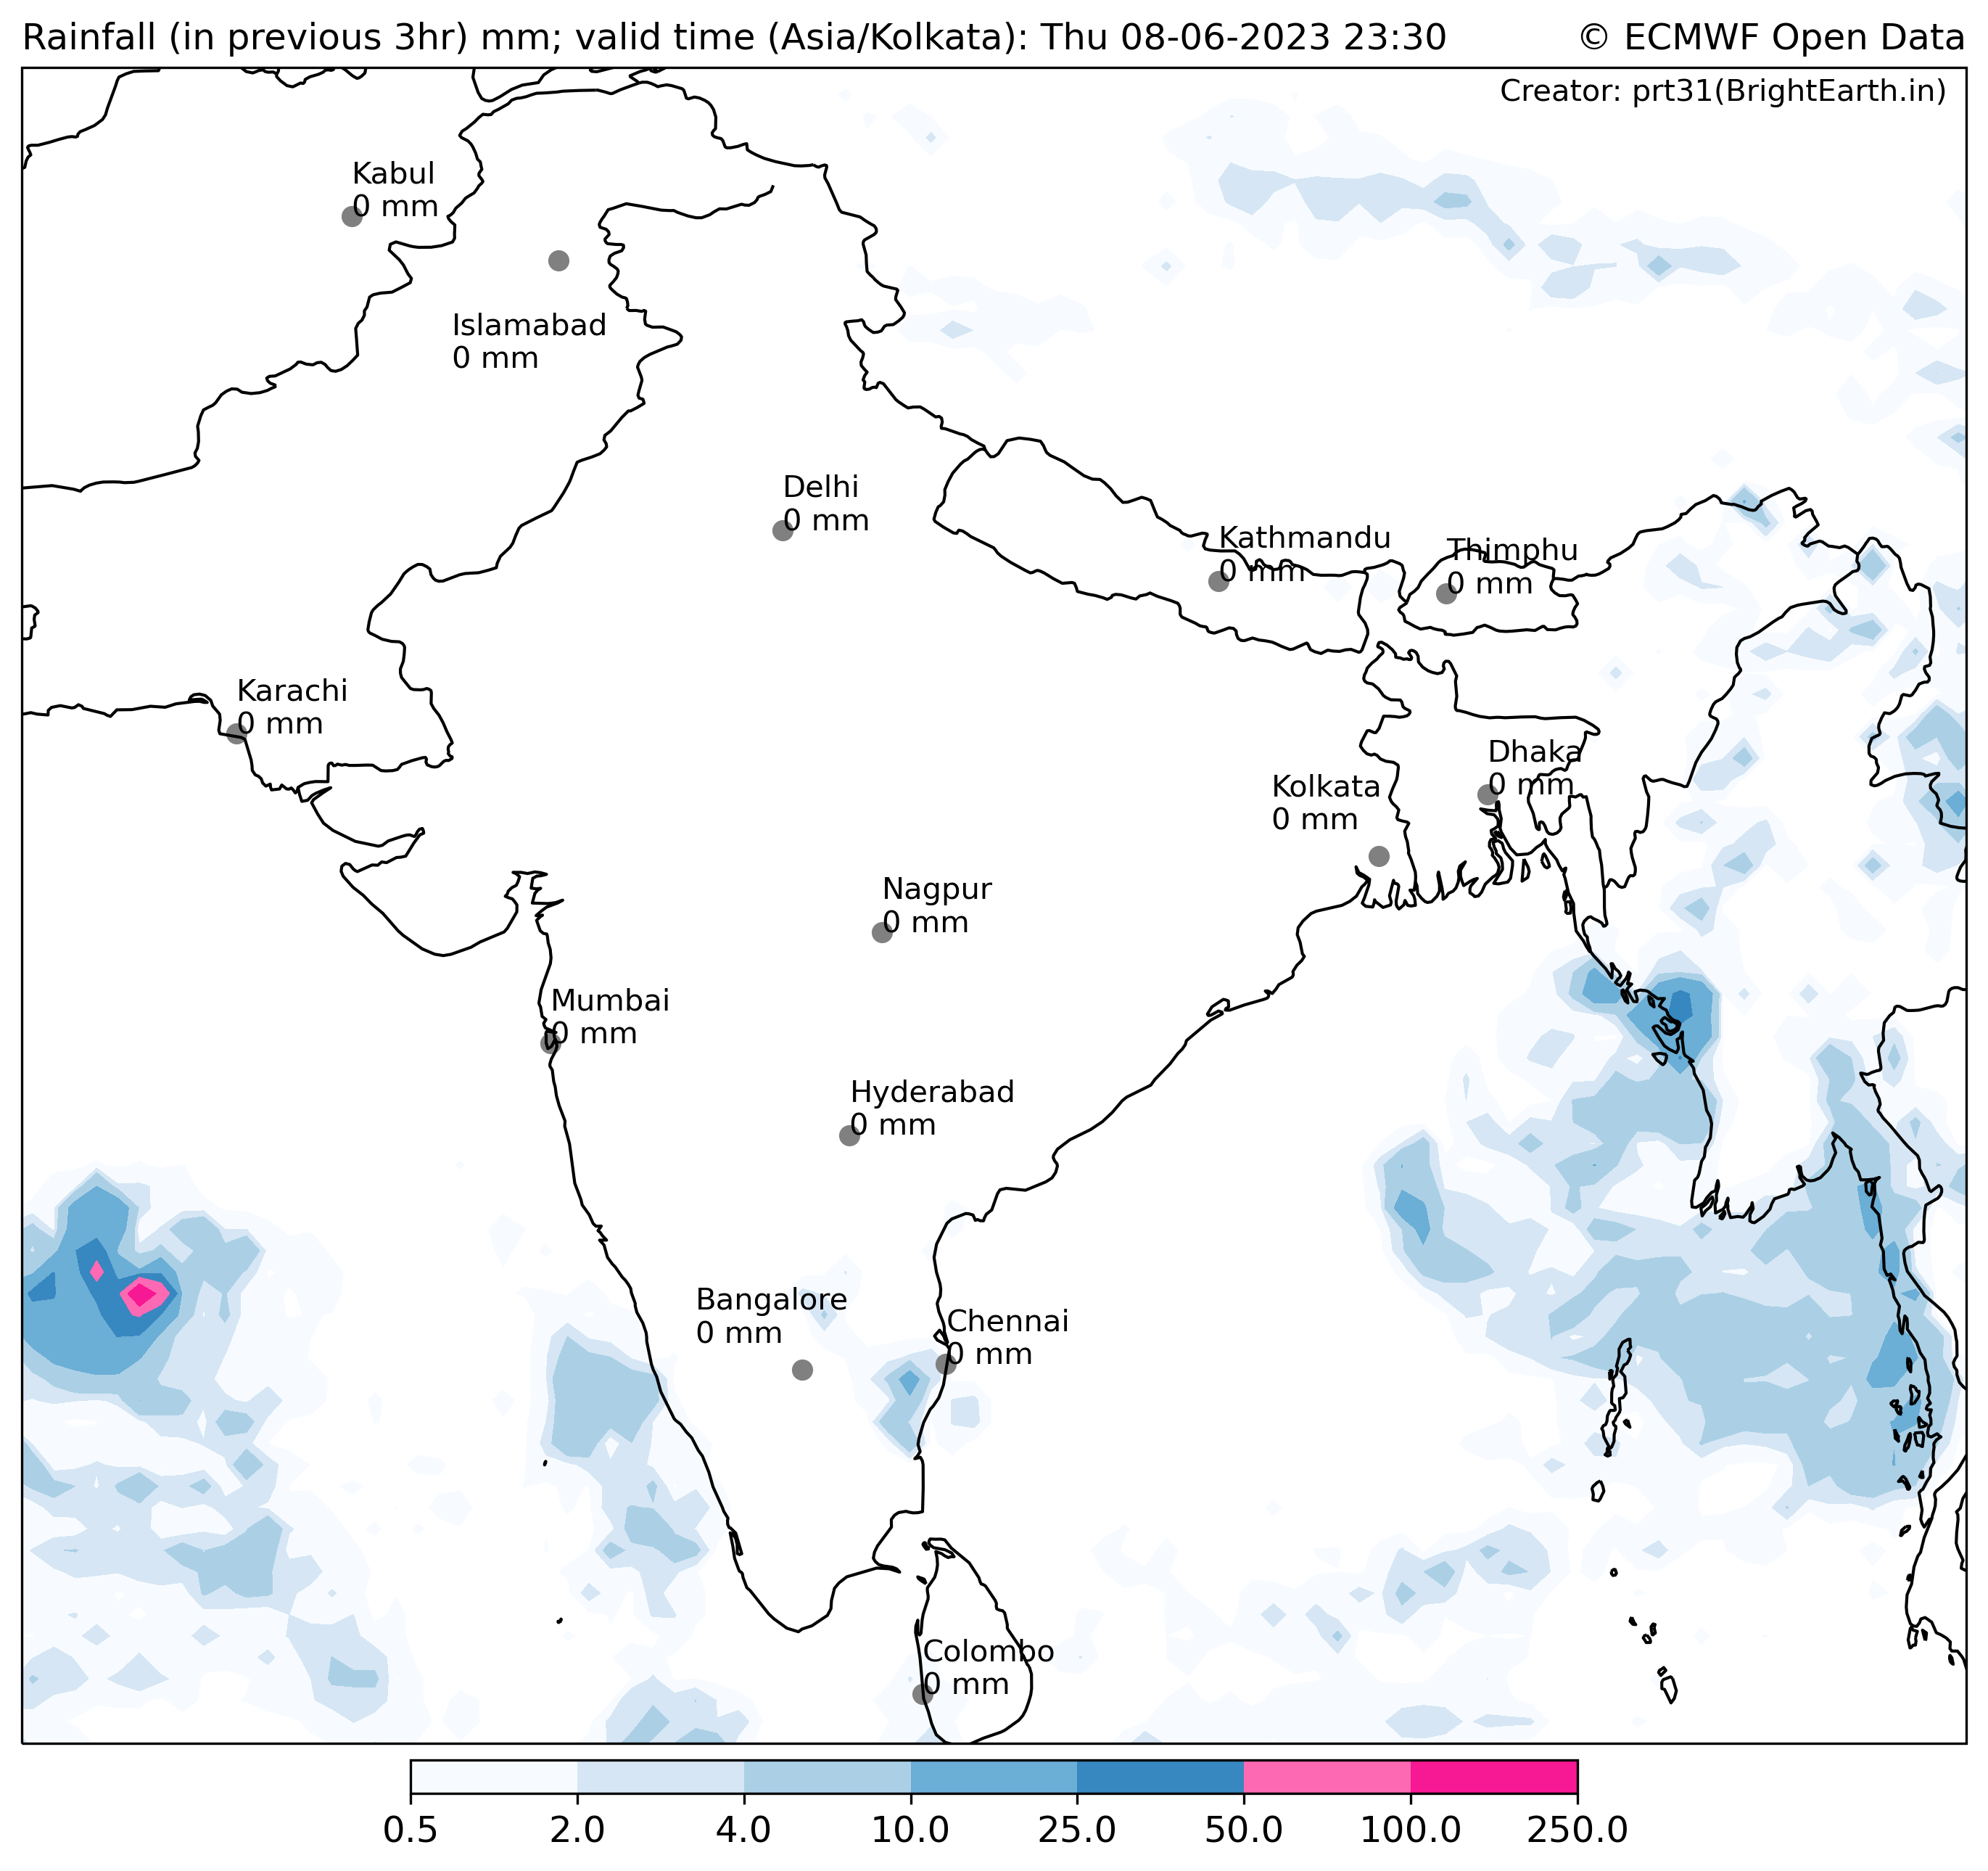 Rainfall (in previous 3hr) mm; valid time (Asia/Kolkata): Thu 08-06-2023 23:30 © ECMWF Open Data
Creator: prt31(BrightEarth.in)
Kabul
0 mm
Islamabad
0 mm
Delhi
0 mm
Kathmandu
0 mm
Thimphu
0 mm
Karachi
0 mm
Dhaka
0 mm
Kolkata
0 mm
Nagpur
0 mm
Mumbai
0 mm
Hyderabad
0 mm
Bangalore
0 mm
Chennai
0 mm
Colombo
0 mm
0.5 2.0 4.0 10.0 25.0 50.0 100.0 250.0